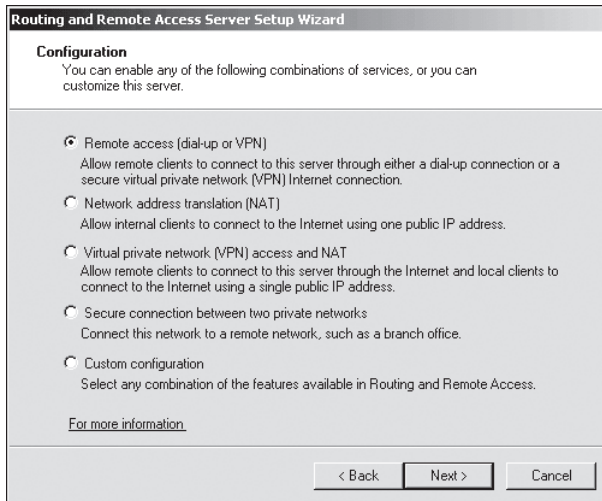 Routing and Remote Access Server Setup Wizard
Configuration
You can enable any of the following combinations of services, or you can
customize this server.
Remote access (dial-up or VPN)
Allow remote clients to connect to this server through either a dial-up connection or a
secure virtual private network (VPN) Internet connection.
Network address translation (NAT)
Allow internal clients to connect to the Internet using one public IP address.
Virtual private network (VPN) access and NAT
Allow remote clients to connect to this server through the Internet and local clients to
connect to the Internet using a single public IP address.
Secure connection between two private networks
Connect this network to a remote network, such as a branch office.
Custom configuration
Select any combination of the features available in Routing and Remote Access.
For more information
< Back Next > Cancel